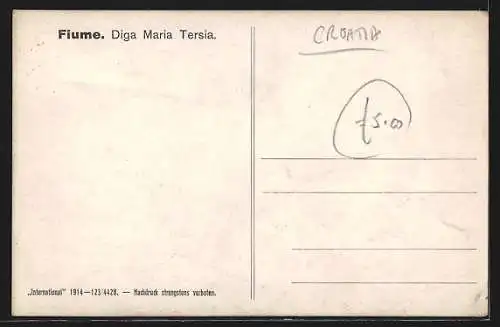 Fiume. Diga Maria Tersia.
CROATIA
£5.00
„International" 1914—123/4428. — Nachdruck strengstens verboten.